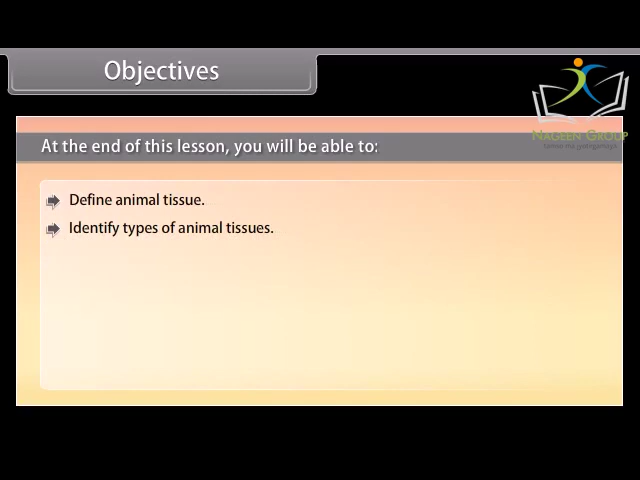 Objectives
NAGEEN GROUP
At the end of this lesson, you will be able to:
Define animal tissue.
Identify types of animal tissues.